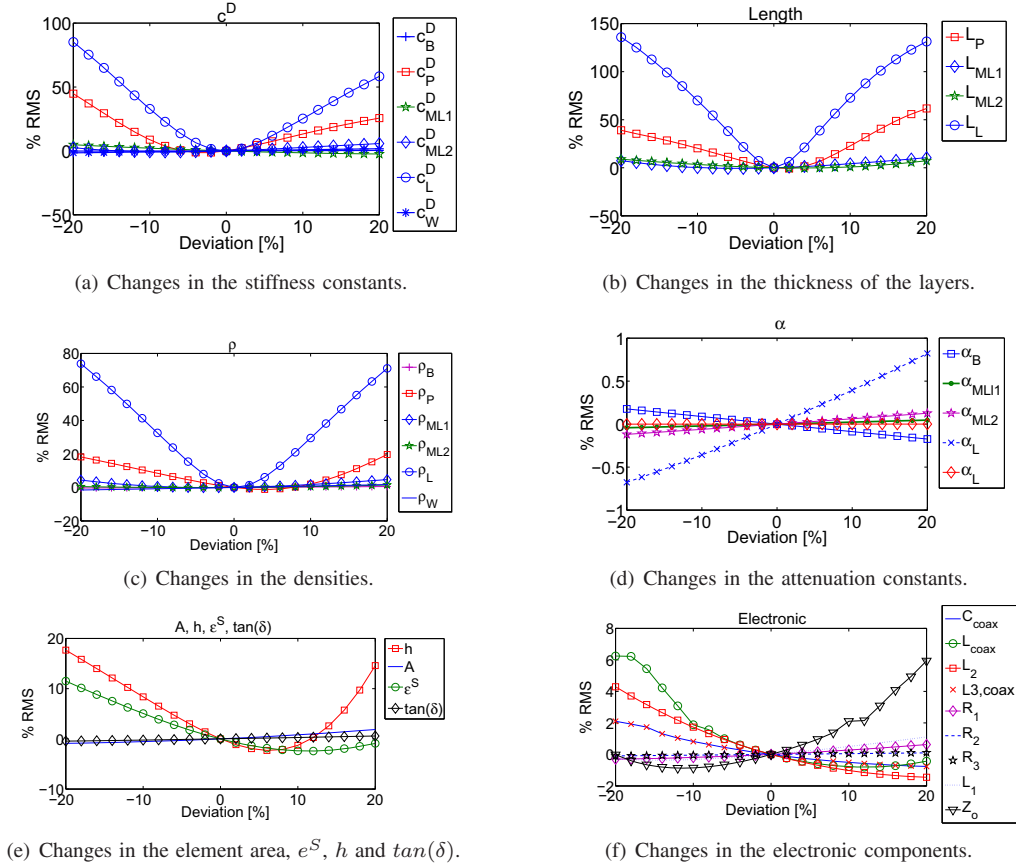 c^D
% RMS
100
50
0
−50
−20
−10
0
10
20
Deviation [%]
c_B^D
c_P^D
c_ML1^D
c_ML2^D
c_L^D
c_W^D
(a) Changes in the stiffness constants.
Length
% RMS
150
100
50
0
−50
−20
−10
0
10
20
Deviation [%]
L_P
L_ML1
L_ML2
L_L
(b) Changes in the thickness of the layers.
ρ
% RMS
80
60
40
20
0
−20
−20
−10
0
10
20
Deviation [%]
ρ_B
ρ_P
ρ_ML1
ρ_ML2
ρ_L
ρ_W
(c) Changes in the densities.
α
% RMS
1
0.5
0
−0.5
−1
−20
−10
0
10
20
Deviation [%]
α_B
α_MLI1
α_ML2
α_L
α_L
(d) Changes in the attenuation constants.
A, h, ε^S, tan(δ)
% RMS
20
10
0
−10
−20
−10
0
10
20
Deviation [%]
h
A
ε^S
tan(δ)
(e) Changes in the element area, e^S, h and tan(δ).
Electronic
% RMS
8
6
4
2
0
−2
−20
−10
0
10
20
Deviation [%]
C_coax
L_coax
L_2
L3,coax
R_1
R_2
R_3
L_1
Z_o
(f) Changes in the electronic components.